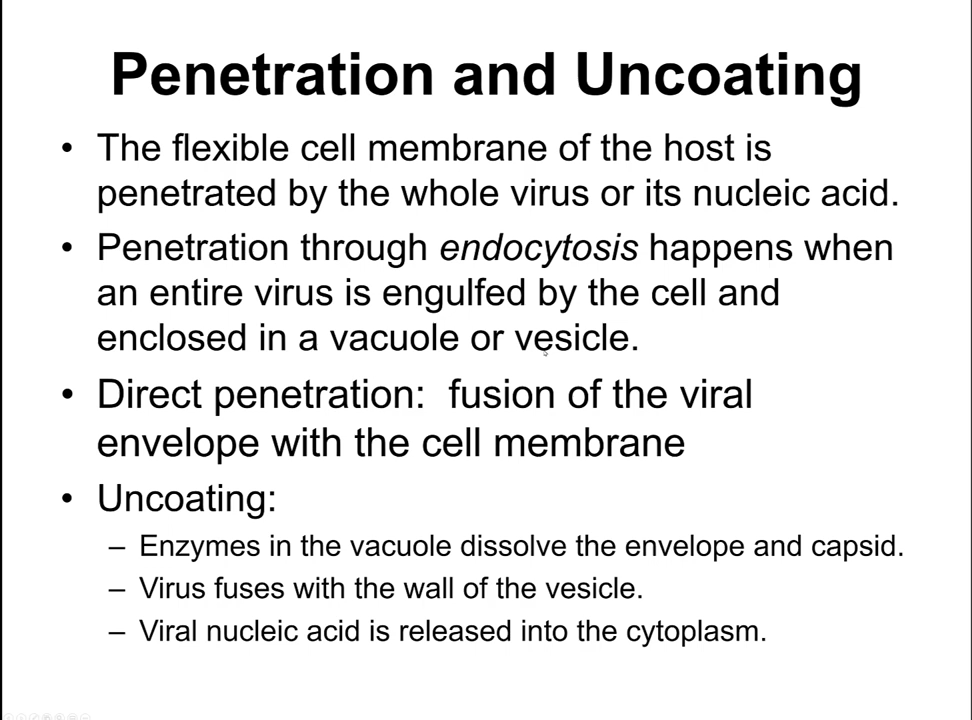 Penetration and Uncoating
• The flexible cell membrane of the host is
penetrated by the whole virus or its nucleic acid.
• Penetration through endocytosis happens when
an entire virus is engulfed by the cell and
enclosed in a vacuole or vesicle.
• Direct penetration:  fusion of the viral
envelope with the cell membrane
• Uncoating:
– Enzymes in the vacuole dissolve the envelope and capsid.
– Virus fuses with the wall of the vesicle.
– Viral nucleic acid is released into the cytoplasm.